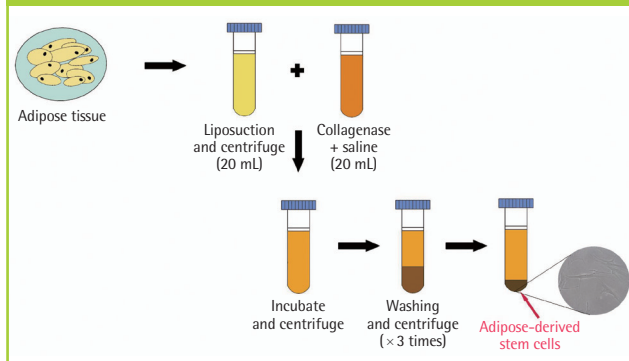 Adipose tissue
Liposuction
and centrifuge
(20 mL)
+
Collagenase
+ saline
(20 mL)
Incubate
and centrifuge
Washing
and centrifuge
(×3 times)
Adipose-derived
stem cells